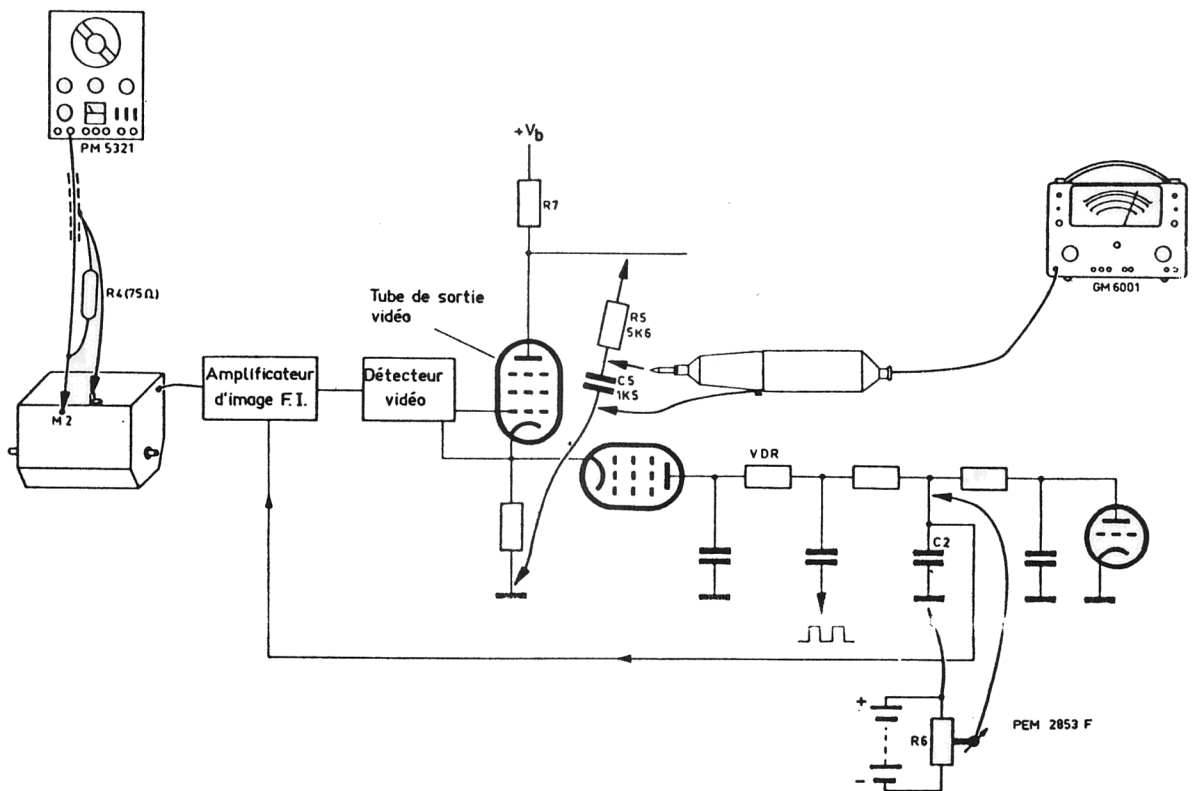 PM 5321
+Vb
R7
R4(75Ω)
GM 6001
Tube de sortie
vidéo
R5
5K6
C5
1K5
Amplificateur
d'image F.I.
Détecteur
vidéo
M2
VDR
C2
+
R6
-
PEM 2853 F